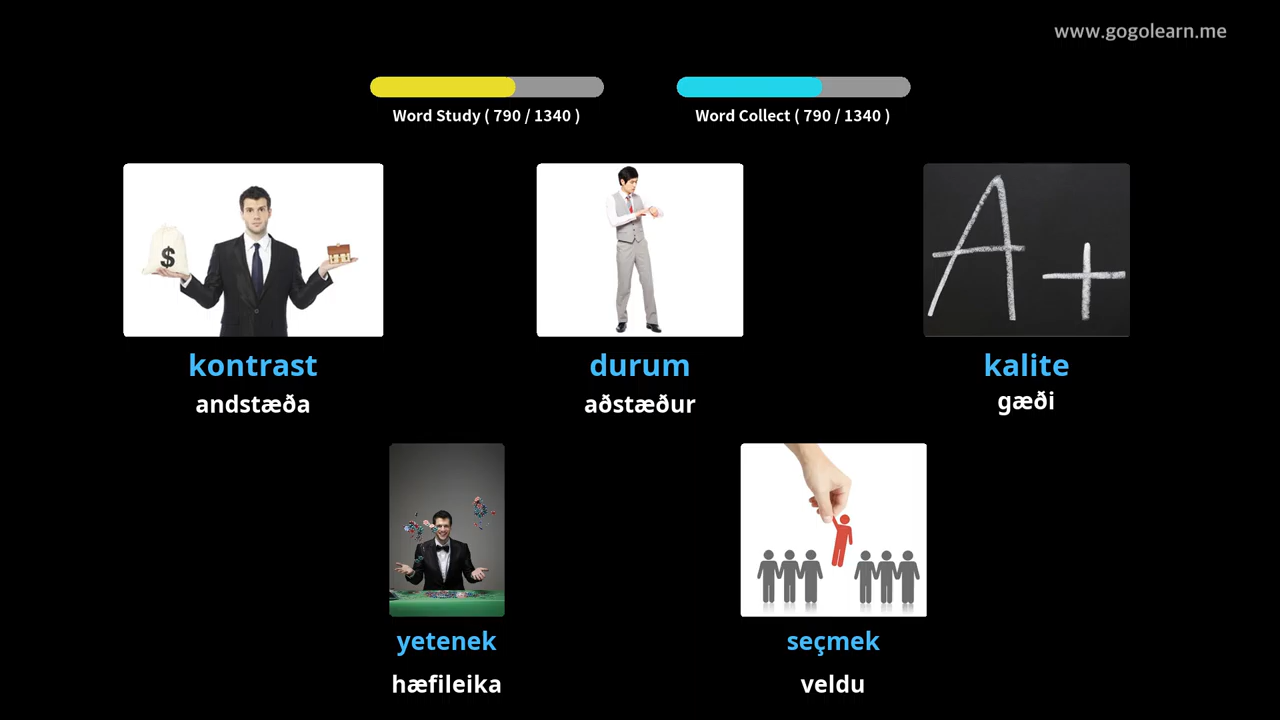 www.gogolearn.me
Word Study ( 790 / 1340 )
Word Collect ( 790 / 1340 )
$
A+
kontrast
andstæða
durum
aðstæður
kalite
gæði
yetenek
hæfileika
seçmek
veldu